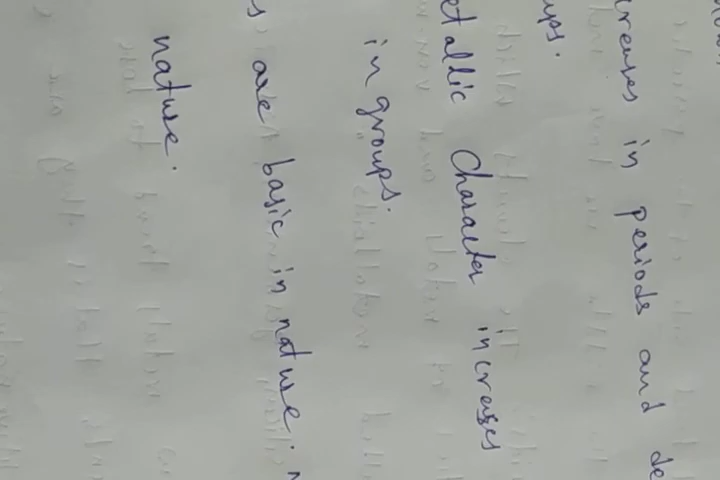 creases in periods and de
ups.
etallic Character increases
in groups.
s are basic in nature.
nature.